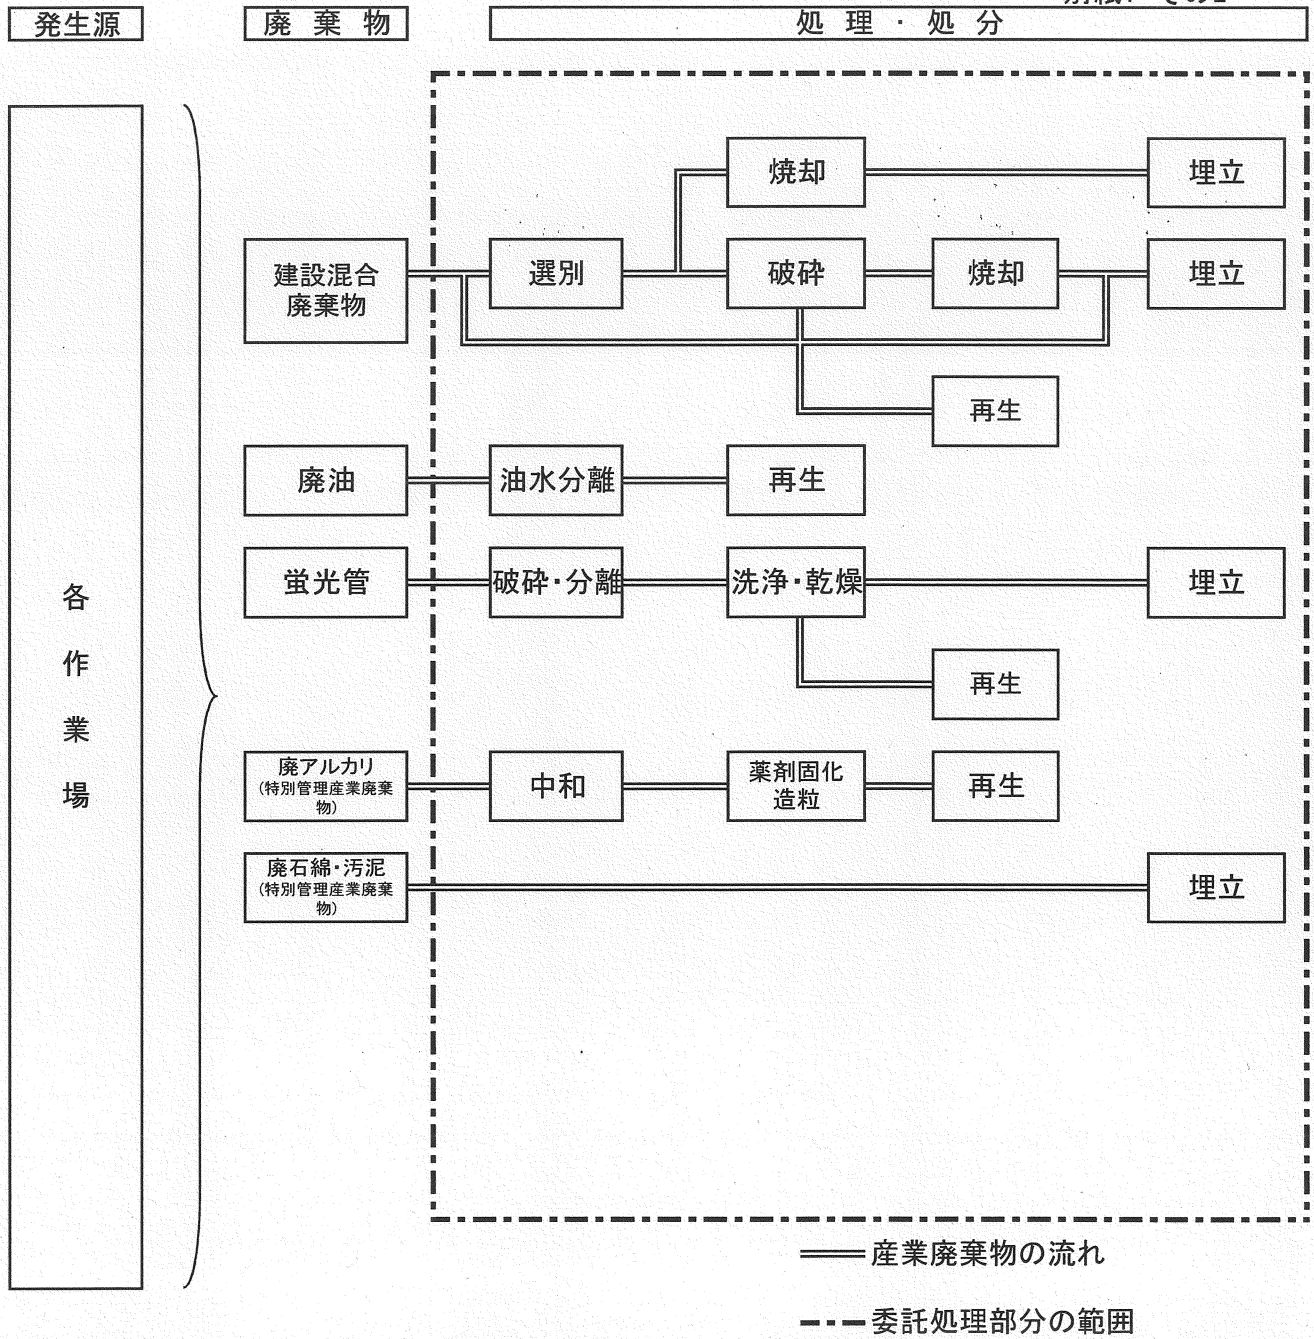 発生源
廃棄物
処理・処分
各作業場
焼却
埋立
建設混合
廃棄物
選別
破砕
焼却
埋立
再生
廃油
油水分離
再生
蛍光管
破砕・分離
洗浄・乾燥
埋立
再生
廃アルカリ
(特別管理産業廃棄
物)
中和
薬剤固化
造粒
再生
廃石綿・汚泥
(特別管理産業廃棄
物)
埋立
産業廃棄物の流れ
委託処理部分の範囲